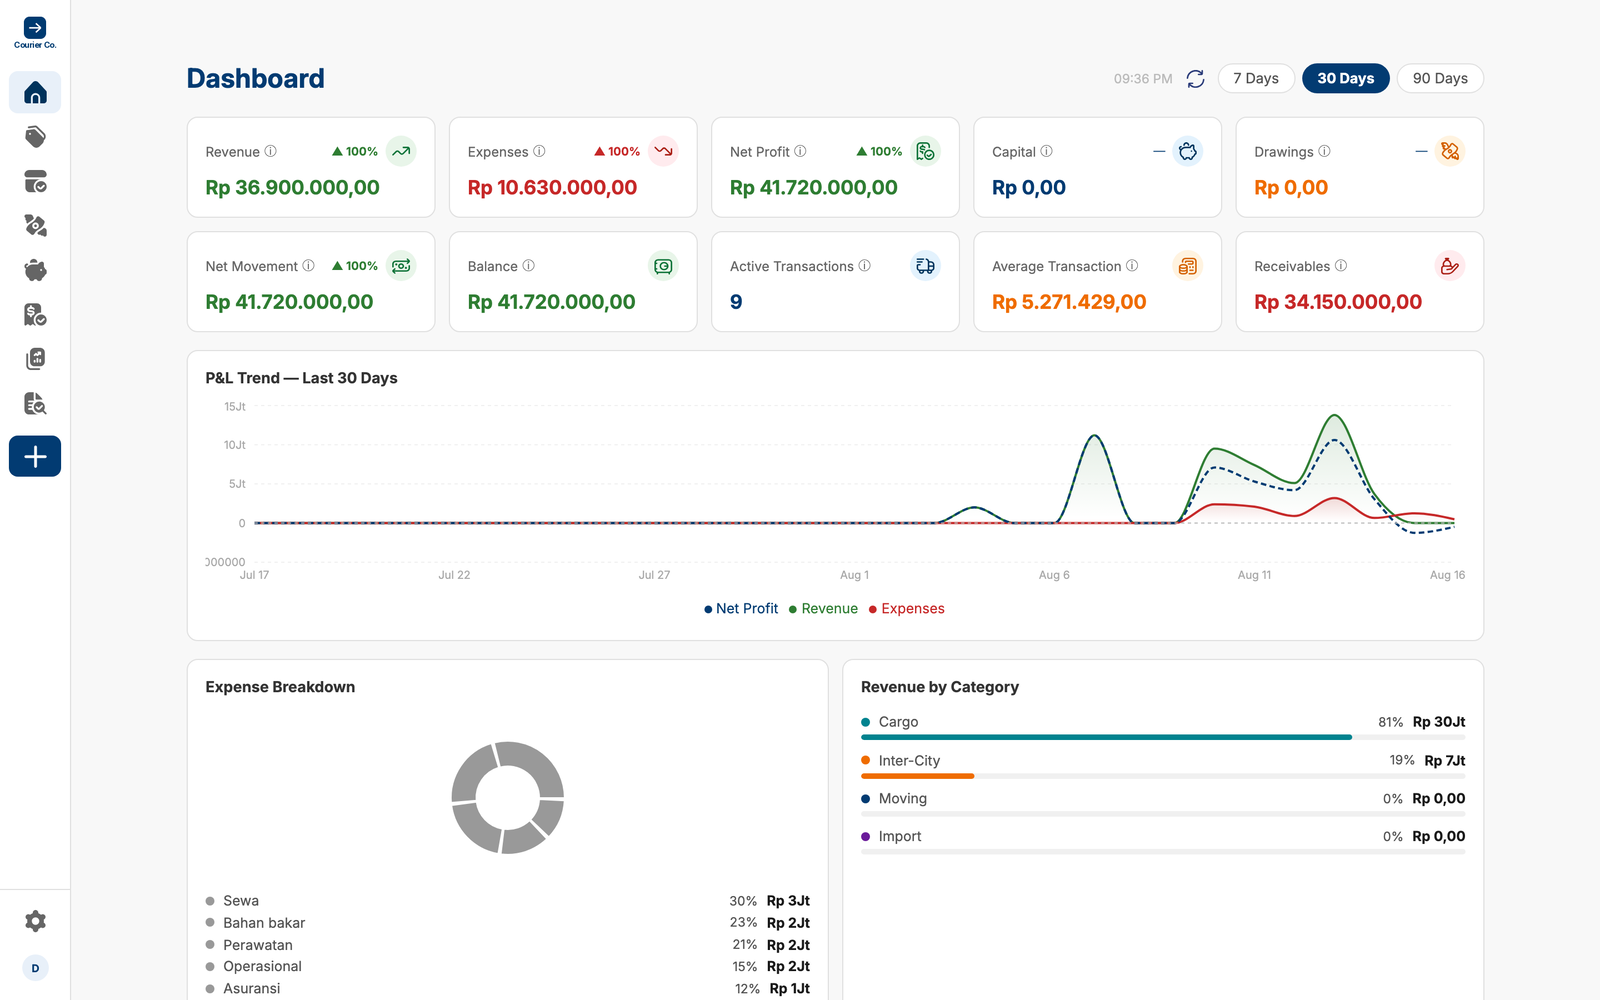 Courier Co.
Dashboard
09:36 PM
7 Days
30 Days
90 Days
Revenue
▲ 100%
Rp 36.900.000,00
Expenses
▲ 100%
Rp 10.630.000,00
Net Profit
▲ 100%
Rp 41.720.000,00
Capital
—
Rp 0,00
Drawings
—
Rp 0,00
Net Movement
▲ 100%
Rp 41.720.000,00
Balance
Rp 41.720.000,00
Active Transactions
9
Average Transaction
Rp 5.271.429,00
Receivables
Rp 34.150.000,00
P&L Trend — Last 30 Days
15Jt
10Jt
5Jt
0
000000
Jul 17 Jul 22 Jul 27 Aug 1 Aug 6 Aug 11 Aug 16
Net Profit Revenue Expenses
Expense Breakdown
Sewa 30% Rp 3Jt
Bahan bakar 23% Rp 2Jt
Perawatan 21% Rp 2Jt
Operasional 15% Rp 2Jt
Asuransi 12% Rp 1Jt
Revenue by Category
Cargo 81% Rp 30Jt
Inter-City 19% Rp 7Jt
Moving 0% Rp 0,00
Import 0% Rp 0,00
D